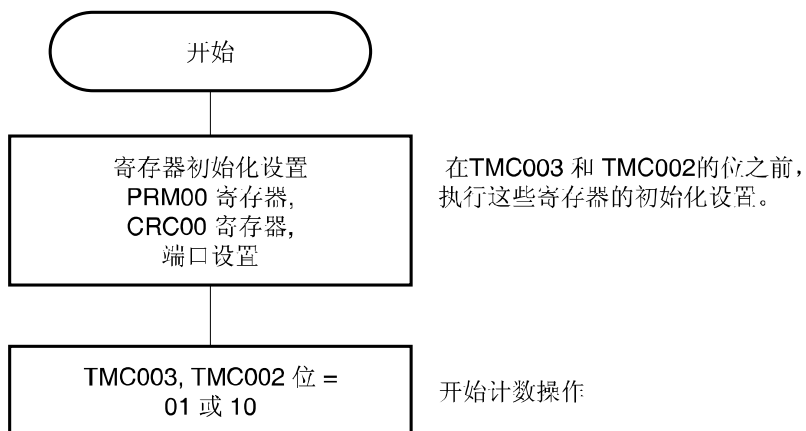 开始
寄存器初始化设置
PRM00 寄存器,
CRC00 寄存器,
端口设置
在TMC003 和 TMC002的位之前，
执行这些寄存器的初始化设置。
TMC003, TMC002 位 =
01 或 10
开始计数操作